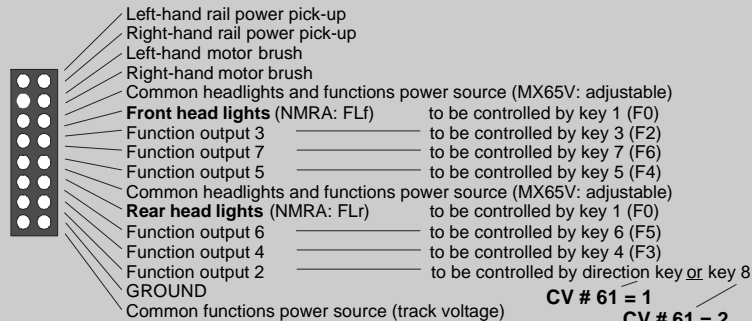 Left-hand rail power pick-up
Right-hand rail power pick-up
Left-hand motor brush
Right-hand motor brush
Common headlights and functions power source (MX65V: adjustable)
Front head lights (NMRA: FLf) to be controlled by key 1 (F0)
Function output 3 to be controlled by key 3 (F2)
Function output 7 to be controlled by key 7 (F6)
Function output 5 to be controlled by key 5 (F4)
Common headlights and functions power source (MX65V: adjustable)
Rear head lights (NMRA: FLr) to be controlled by key 1 (F0)
Function output 6 to be controlled by key 6 (F5)
Function output 4 to be controlled by key 4 (F3)
Function output 2 to be controlled by direction key or key 8
GROUND
CV # 61 = 1
Common functions power source (track voltage)
CV # 61 = 2